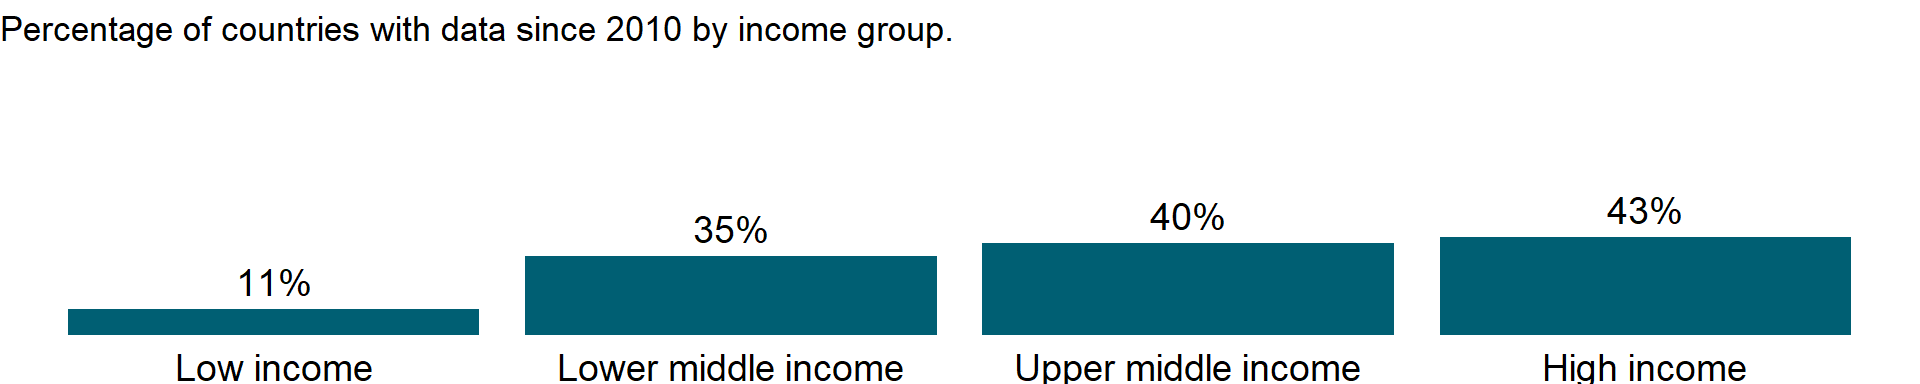 Percentage of countries with data since 2010 by income group.
11%
35%
40%
43%
Low income
Lower middle income
Upper middle income
High income